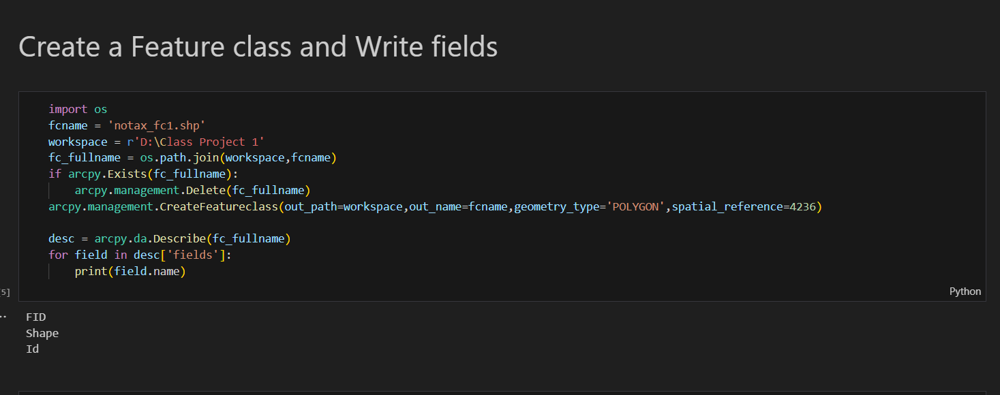 Create a Feature class and Write fields
import os
fcname = 'notax_fc1.shp'
workspace = r'D:\Class Project 1'
fc_fullname = os.path.join(workspace,fcname)
if arcpy.Exists(fc_fullname):
    arcpy.management.Delete(fc_fullname)
arcpy.management.CreateFeatureclass(out_path=workspace,out_name=fcname,geometry_type='POLYGON',spatial_reference=4236)
desc = arcpy.da.Describe(fc_fullname)
for field in desc['fields']:
    print(field.name)
5]
Python
FID
Shape
Id